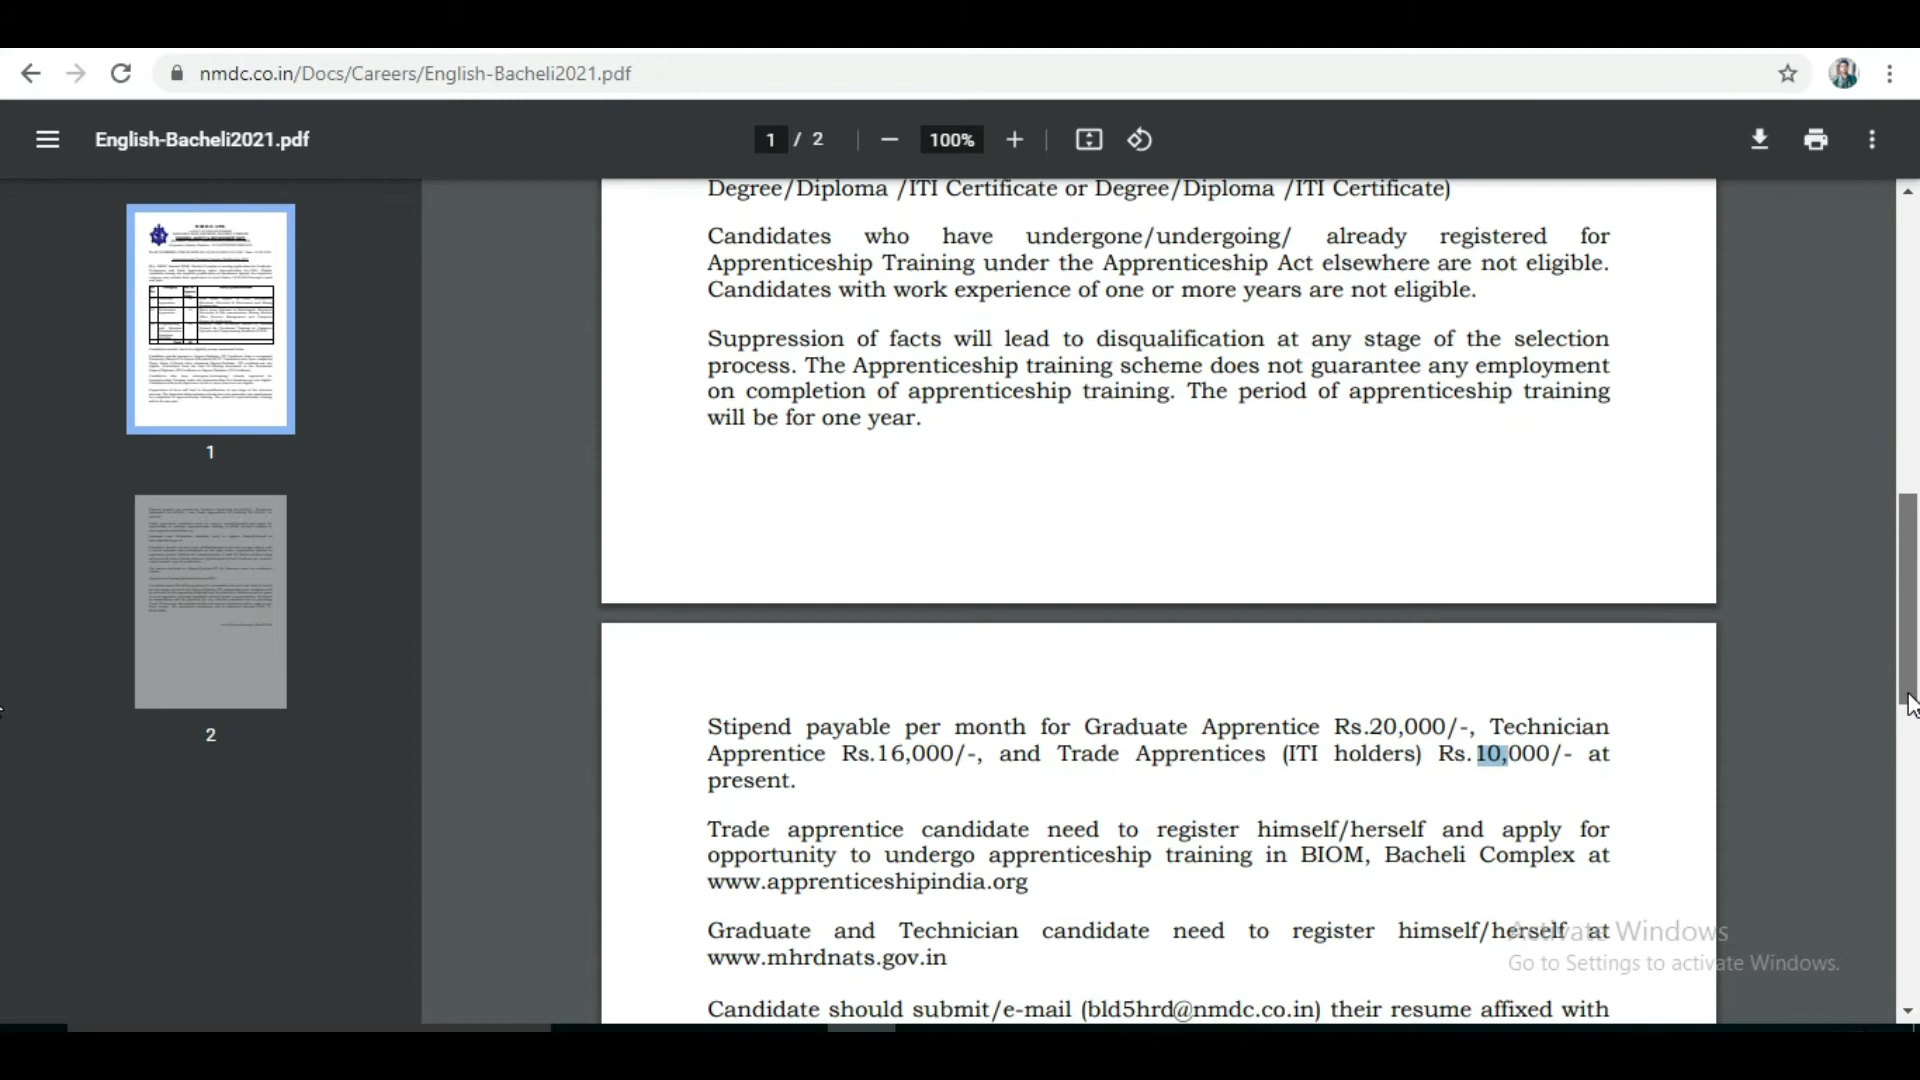 nmdc.co.in/Docs/Careers/English-Bacheli2021.pdf
English-Bacheli2021.pdf
1 / 2
100%
Degree/Diploma /ITI Certificate or Degree/Diploma /ITI Certificate)
Candidates who have undergone/undergoing/ already registered for
Apprenticeship Training under the Apprenticeship Act elsewhere are not eligible.
Candidates with work experience of one or more years are not eligible.
Suppression of facts will lead to disqualification at any stage of the selection
process. The Apprenticeship training scheme does not guarantee any employment
on completion of apprenticeship training. The period of apprenticeship training
will be for one year.
1
2
Stipend payable per month for Graduate Apprentice Rs.20,000/-, Technician
Apprentice Rs.16,000/-, and Trade Apprentices (ITI holders) Rs.10,000/- at
present.
Trade apprentice candidate need to register himself/herself and apply for
opportunity to undergo apprenticeship training in BIOM, Bacheli Complex at
www.apprenticeshipindia.org
Graduate and Technician candidate need to register himself/herself at
www.mhrdnats.gov.in
Activate Windows
Go to Settings to activate Windows.
Candidate should submit/e-mail (bld5hrd@nmdc.co.in) their resume affixed with